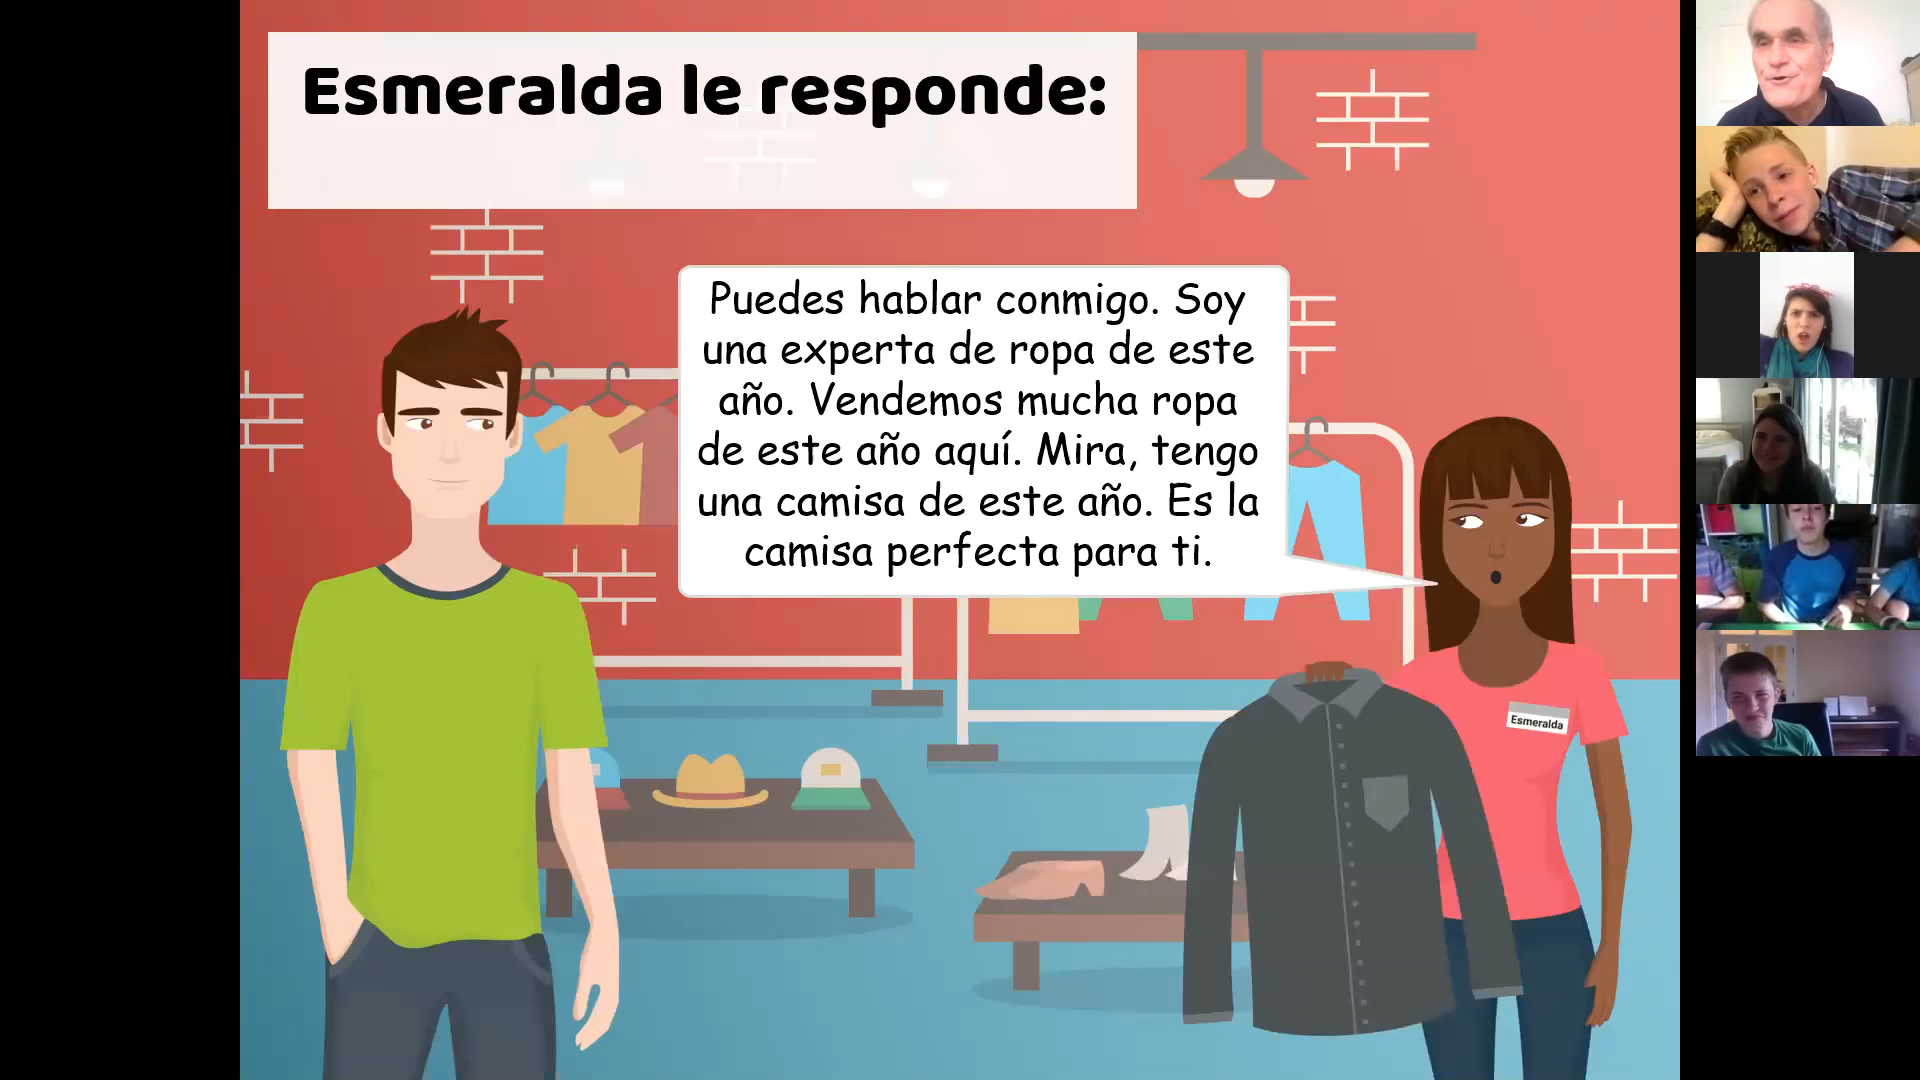 Esmeralda le responde:
Puedes hablar conmigo. Soy
una experta de ropa de este
año. Vendemos mucha ropa
de este año aquí. Mira, tengo
una camisa de este año. Es la
camisa perfecta para ti.
Esmeralda